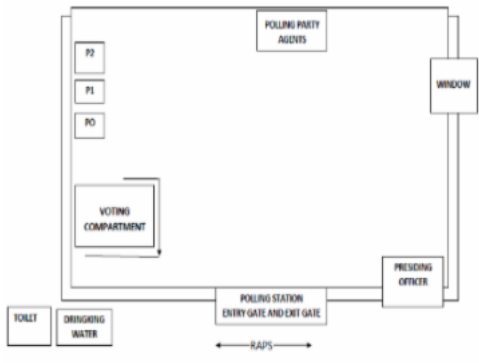 POLLING PARTY
AGENTS
P2
WINDOW
P1
PO
VOTING
COMPARTMENT
PRESIDING
OFFICER
POLLING STATION
ENTRY GATE AND EXIT GATE
TOILET
DRINGKING
WATER
RAPS